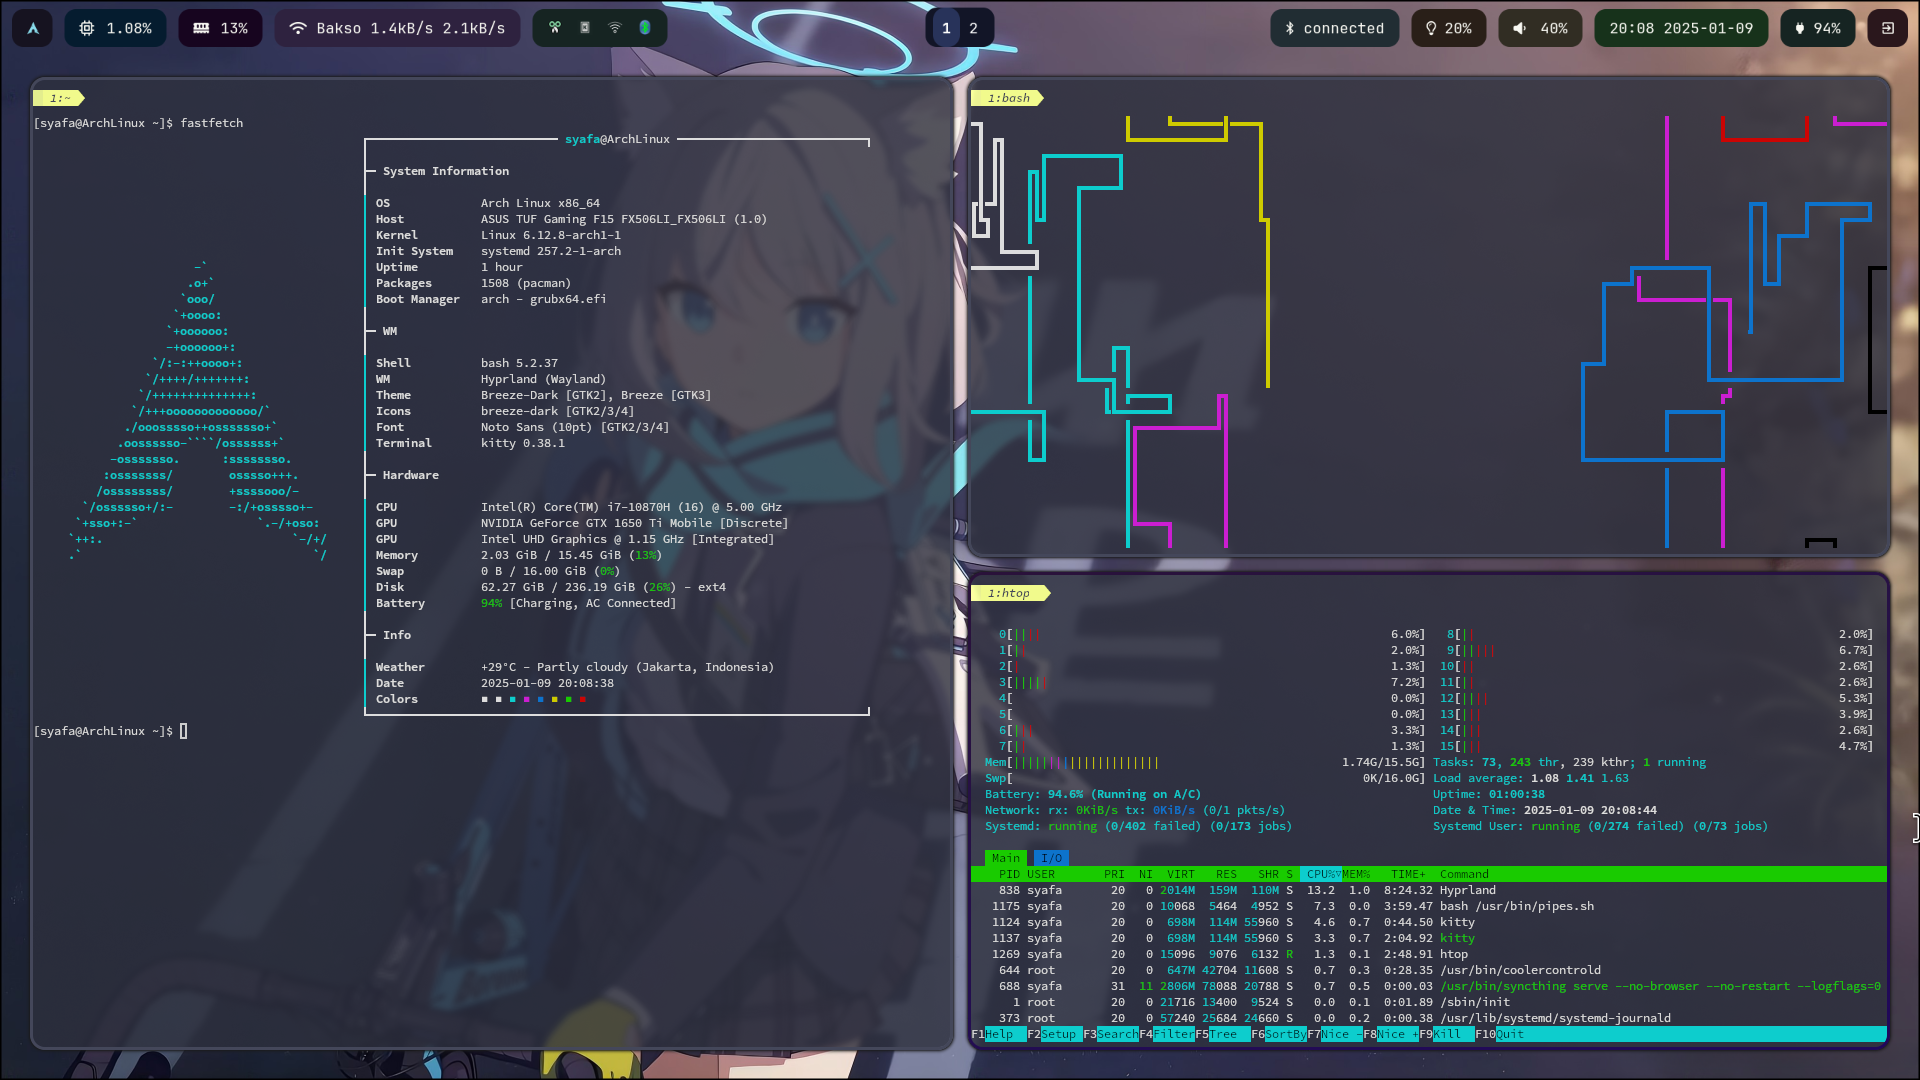 1.08%
13%
Bakso 1.4kB/s 2.1kB/s
1 2
connected
20%
40%
20:08 2025-01-09
94%
1:~
[syafa@ArchLinux ~]$ fastfetch
syafa@ArchLinux
System Information
OS Arch Linux x86_64
Host ASUS TUF Gaming F15 FX506LI_FX506LI (1.0)
Kernel Linux 6.12.8-arch1-1
Init System systemd 257.2-1-arch
Uptime 1 hour
Packages 1508 (pacman)
Boot Manager arch - grubx64.efi
WM
Shell bash 5.2.37
WM Hyprland (Wayland)
Theme Breeze-Dark [GTK2], Breeze [GTK3]
Icons breeze-dark [GTK2/3/4]
Font Noto Sans (10pt) [GTK2/3/4]
Terminal kitty 0.38.1
Hardware
CPU Intel(R) Core(TM) i7-10870H (16) @ 5.00 GHz
GPU NVIDIA GeForce GTX 1650 Ti Mobile [Discrete]
GPU Intel UHD Graphics @ 1.15 GHz [Integrated]
Memory 2.03 GiB / 15.45 GiB (13%)
Swap 0 B / 16.00 GiB (0%)
Disk 62.27 GiB / 236.19 GiB (26%) - ext4
Battery 94% [Charging, AC Connected]
Info
Weather +29°C - Partly cloudy (Jakarta, Indonesia)
Date 2025-01-09 20:08:38
Colors
-`
.o+`
`ooo/
`+oooo:
`+oooooo:
-+oooooo+:
`/:-:++oooo+:
`/++++/+++++++:
`/++++++++++++++:
`/+++ooooooooooooo/`
./ooosssso++osssssso+`
.oossssso-````/ossssss+`
-osssssso. :ssssssso.
:osssssss/ osssso+++.
/ossssssss/ +ssssooo/-
`/ossssso+/:- -:/+osssso+-
`+sso+:-` `.-/+oso:
`++:. `-/+/
.` `/
[syafa@ArchLinux ~]$
1:bash
1:htop
0[||| 6.0%] 8[| 2.0%]
1[| 2.0%] 9[||||| 6.7%]
2[| 1.3%] 10[|| 2.6%]
3[||||| 7.2%] 11[|| 2.6%]
4[ 0.0%] 12[|||| 5.3%]
5[ 0.0%] 13[||| 3.9%]
6[||| 3.3%] 14[||| 2.6%]
7[| 1.3%] 15[||| 4.7%]
Mem[||||||||||||||||||||| 1.74G/15.5G] Tasks: 73, 243 thr, 239 kthr; 1 running
Swp[ 0K/16.0G] Load average: 1.08 1.41 1.63
Battery: 94.6% (Running on A/C) Uptime: 01:00:38
Network: rx: 0KiB/s tx: 0KiB/s (0/1 pkts/s) Date & Time: 2025-01-09 20:08:44
Systemd: running (0/402 failed) (0/173 jobs) Systemd User: running (0/274 failed) (0/73 jobs)
Main I/O
PID USER PRI NI VIRT RES SHR S CPU%▽MEM% TIME+ Command
838 syafa 20 0 2014M 159M 110M S 13.2 1.0 8:24.32 Hyprland
1175 syafa 20 0 10068 5464 4952 S 7.3 0.0 3:59.47 bash /usr/bin/pipes.sh
1124 syafa 20 0 698M 114M 55960 S 4.6 0.7 0:44.50 kitty
1137 syafa 20 0 698M 114M 55960 S 3.3 0.7 2:04.92 kitty
1269 syafa 20 0 15096 9076 6132 R 1.3 0.1 2:48.91 htop
644 root 20 0 647M 42704 11608 S 0.7 0.3 0:28.35 /usr/bin/coolercontrold
688 syafa 31 11 2806M 78088 20788 S 0.7 0.5 0:00.03 /usr/bin/syncthing serve --no-browser --no-restart --logflags=0
1 root 20 0 21716 13400 9524 S 0.0 0.1 0:01.89 /sbin/init
373 root 20 0 57240 25684 24660 S 0.0 0.2 0:00.38 /usr/lib/systemd/systemd-journald
F1Help F2Setup F3SearchF4FilterF5Tree F6SortByF7Nice -F8Nice +F9Kill F10Quit